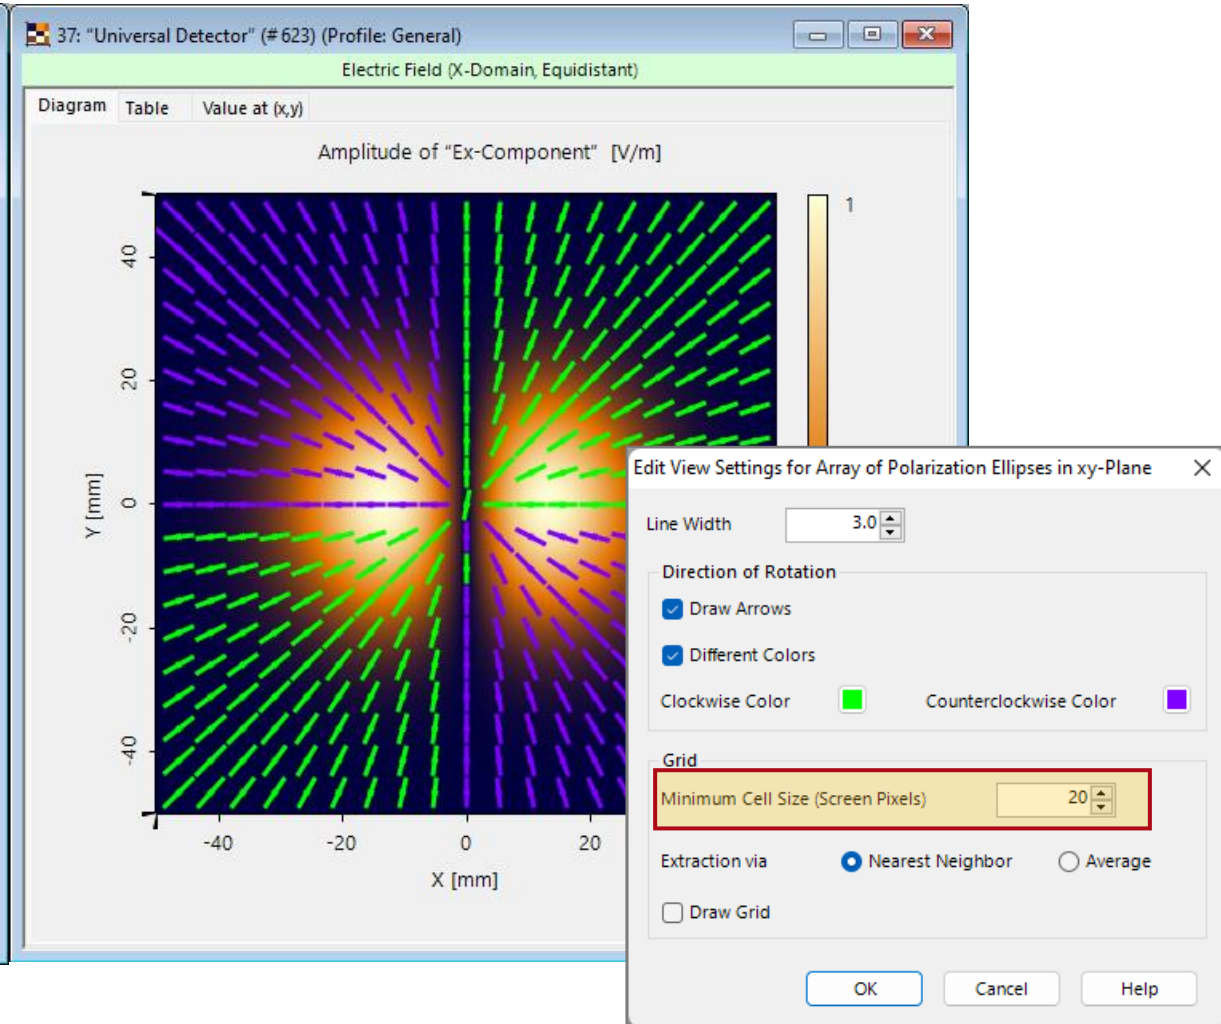 37: "Universal Detector" (# 623) (Profile: General)
Electric Field (X-Domain, Equidistant)
Diagram Table Value at (x,y)
Amplitude of "Ex-Component" [V/m]
1
40
20
0
-20
-40
Y [mm]
-40 -20 0 20
X [mm]
Edit View Settings for Array of Polarization Ellipses in xy-Plane
Line Width 3.0
Direction of Rotation
Draw Arrows
Different Colors
Clockwise Color Counterclockwise Color
Grid
Minimum Cell Size (Screen Pixels) 20
Extraction via Nearest Neighbor Average
Draw Grid
OK Cancel Help